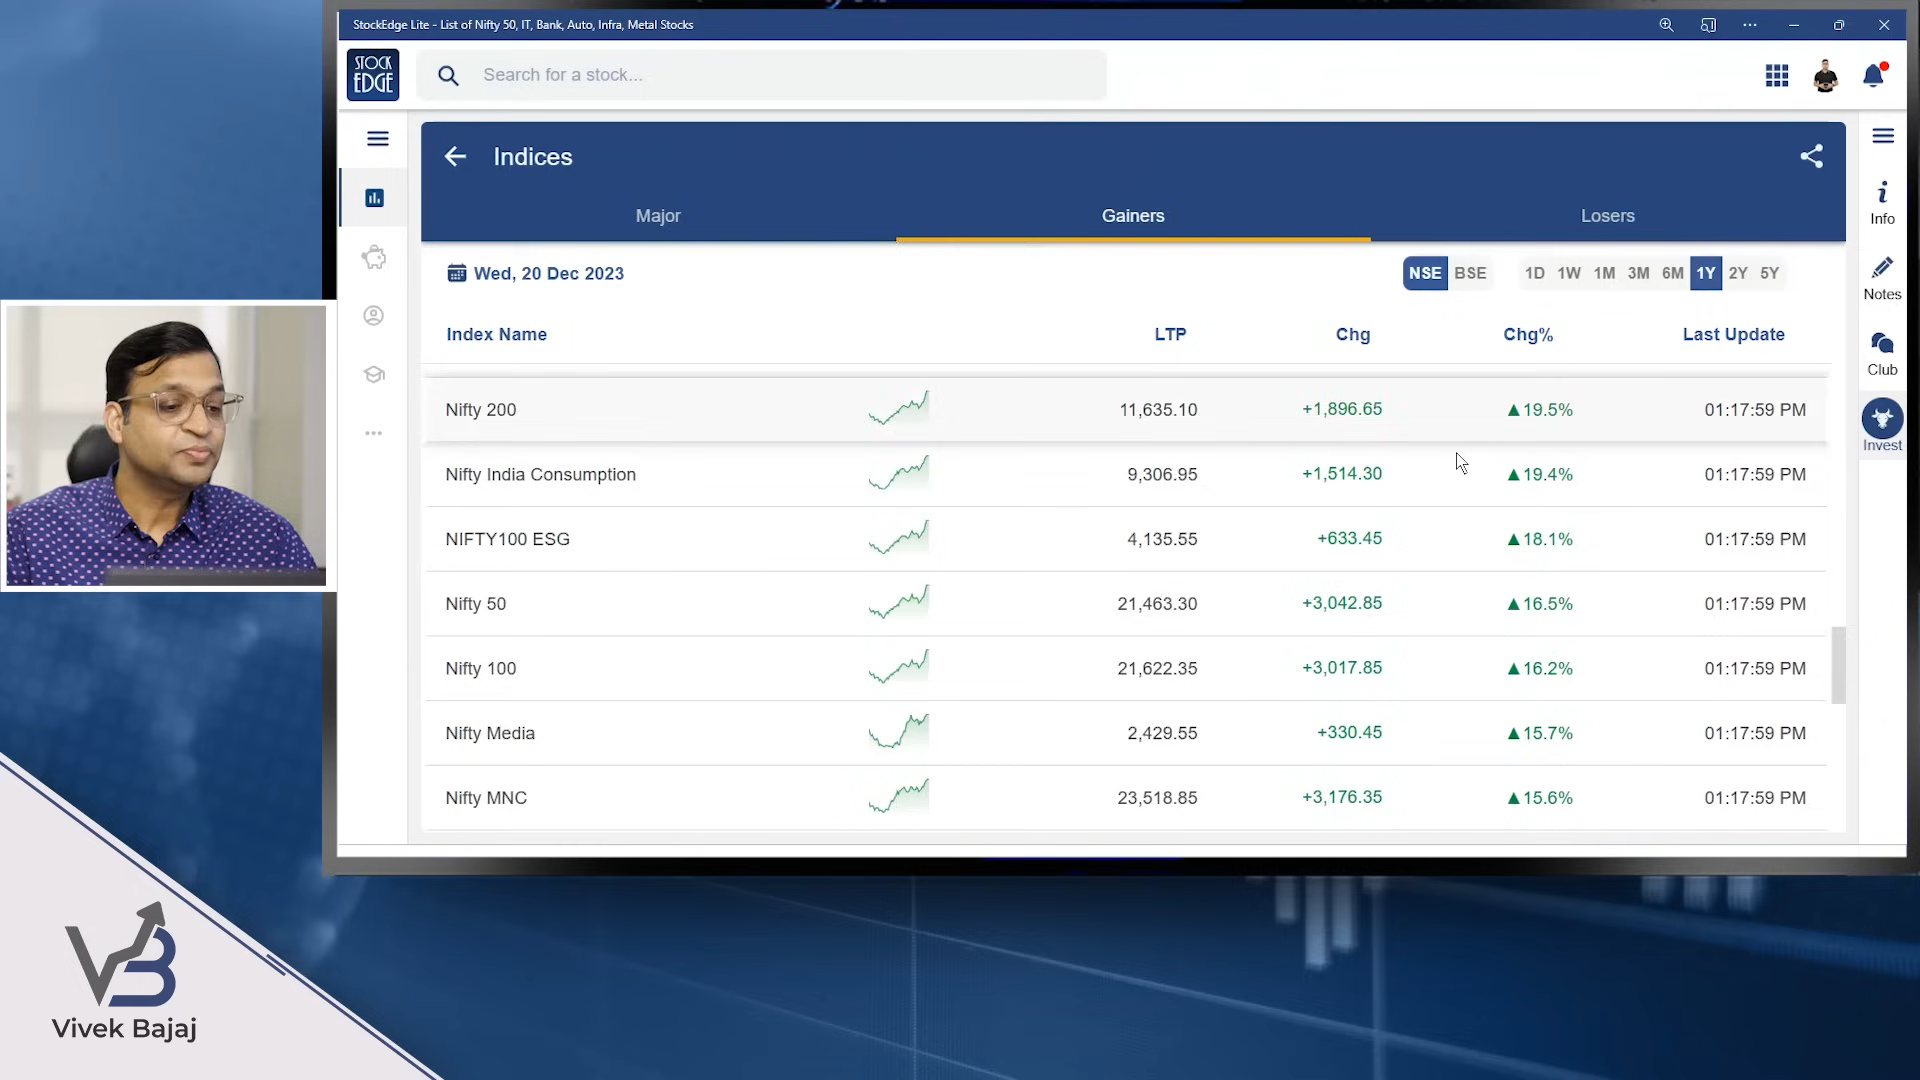 StockEdge Lite - List of Nifty 50, IT, Bank, Auto, Infra, Metal Stocks
STOCK
EDGE
Search for a stock...
Indices
Major Gainers Losers
Wed, 20 Dec 2023
NSE BSE 1D 1W 1M 3M 6M 1Y 2Y 5Y
Index Name LTP Chg Chg% Last Update
Nifty 200 11,635.10 +1,896.65 ▲19.5% 01:17:59 PM
Nifty India Consumption 9,306.95 +1,514.30 ▲19.4% 01:17:59 PM
NIFTY100 ESG 4,135.55 +633.45 ▲18.1% 01:17:59 PM
Nifty 50 21,463.30 +3,042.85 ▲16.5% 01:17:59 PM
Nifty 100 21,622.35 +3,017.85 ▲16.2% 01:17:59 PM
Nifty Media 2,429.55 +330.45 ▲15.7% 01:17:59 PM
Nifty MNC 23,518.85 +3,176.35 ▲15.6% 01:17:59 PM
Info
Notes
Club
Invest
VB
Vivek Bajaj